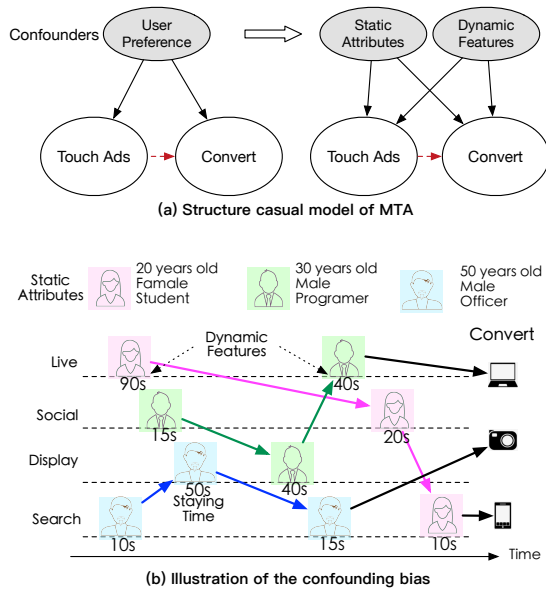 Confounders
User
Preference
Static
Attributes
Dynamic
Features
Touch Ads
Convert
Touch Ads
Convert
(a) Structure casual model of MTA
Static
Attributes
20 years old
Famale
Student
30 years old
Male
Programer
50 years old
Male
Officer
Convert
Dynamic
Features
Live
90s
40s
Social
15s
20s
Display
50s
Staying
Time
40s
Search
10s
15s
10s
Time
(b) Illustration of the confounding bias